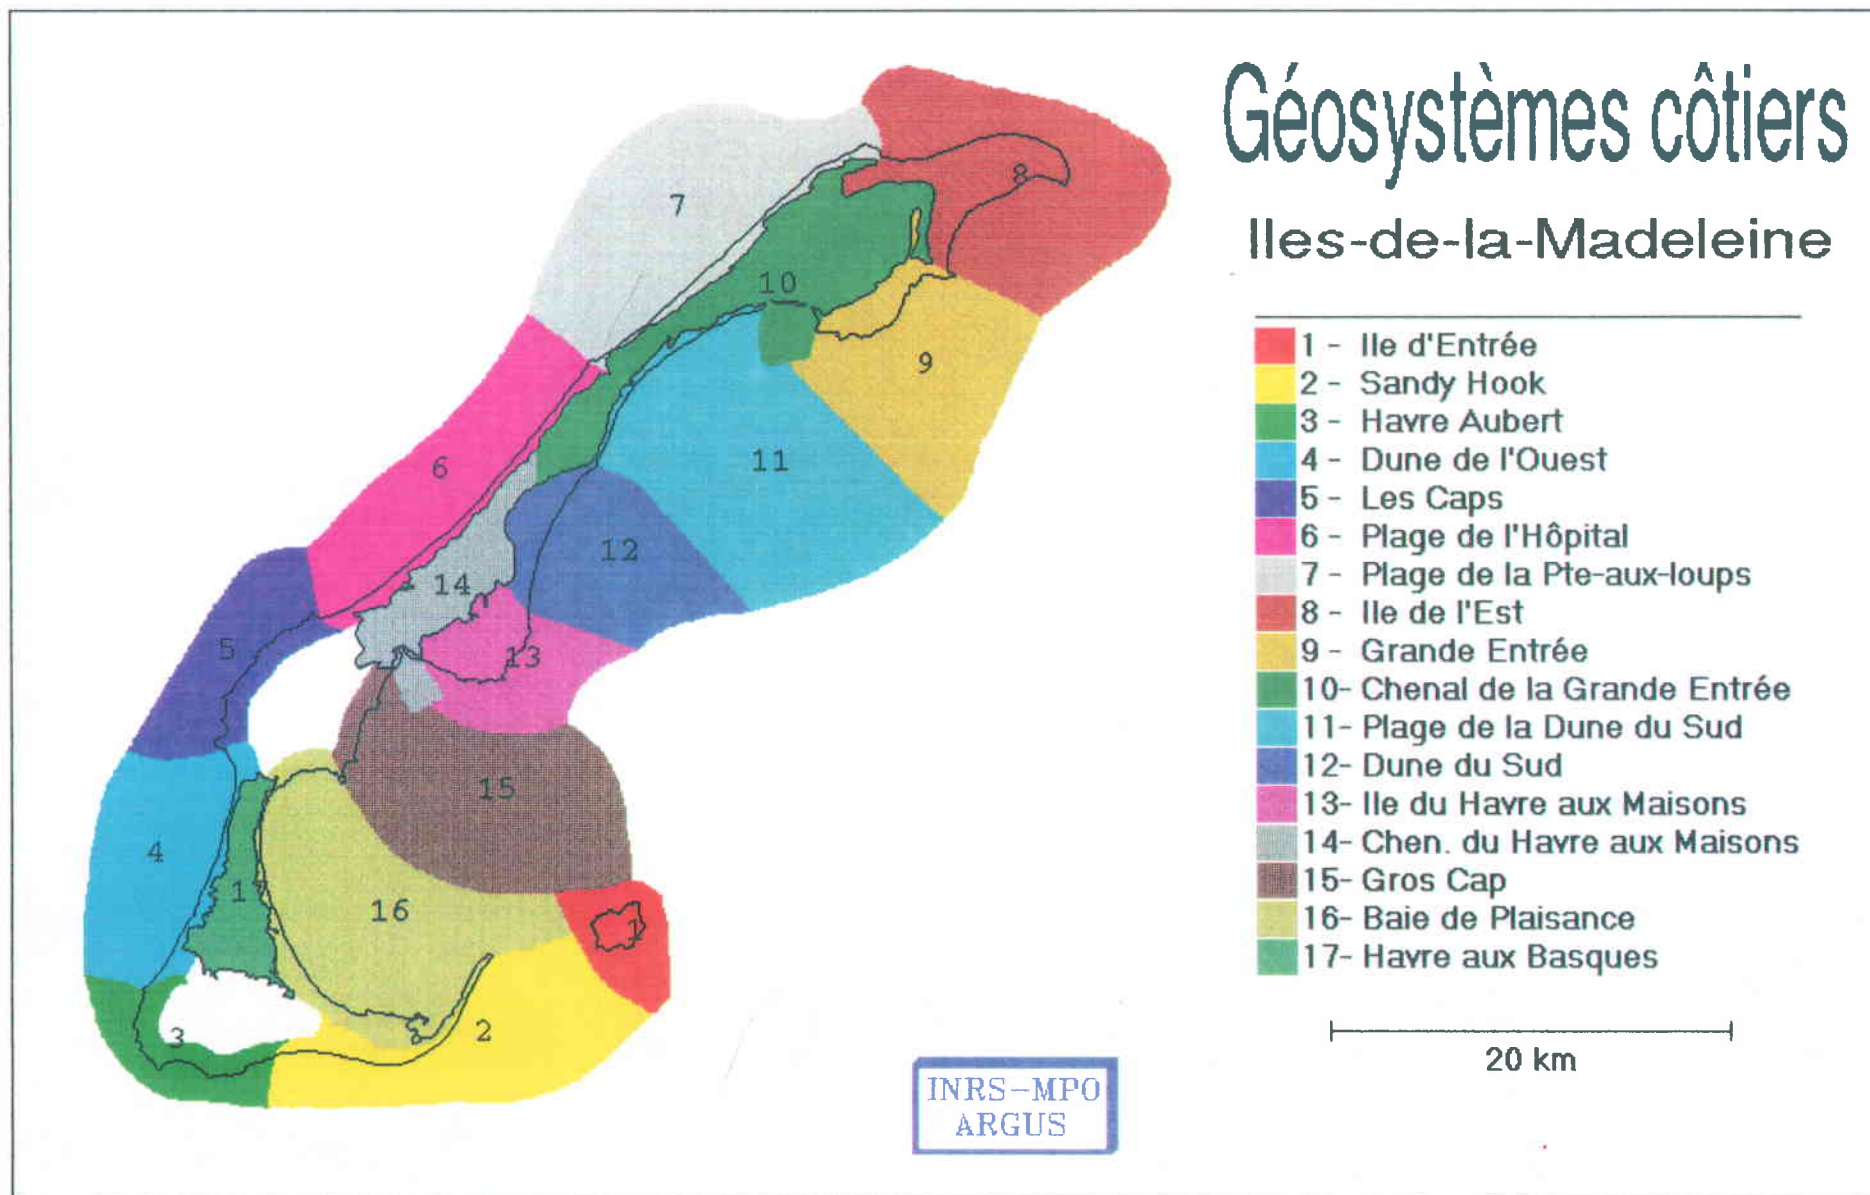 Géosystèmes côtiers
Iles-de-la-Madeleine
1 - Ile d'Entrée
2 - Sandy Hook
3 - Havre Aubert
4 - Dune de l'Ouest
5 - Les Caps
6 - Plage de l'Hôpital
7 - Plage de la Pte-aux-loups
8 - Ile de l'Est
9 - Grande Entrée
10- Chenal de la Grande Entrée
11- Plage de la Dune du Sud
12- Dune du Sud
13- Ile du Havre aux Maisons
14- Chen. du Havre aux Maisons
15- Gros Cap
16- Baie de Plaisance
17- Havre aux Basques
20 km
INRS-MPO
ARGUS
8
7
10
9
11
6
12
14
5
13
15
4
1
16
1
2
3